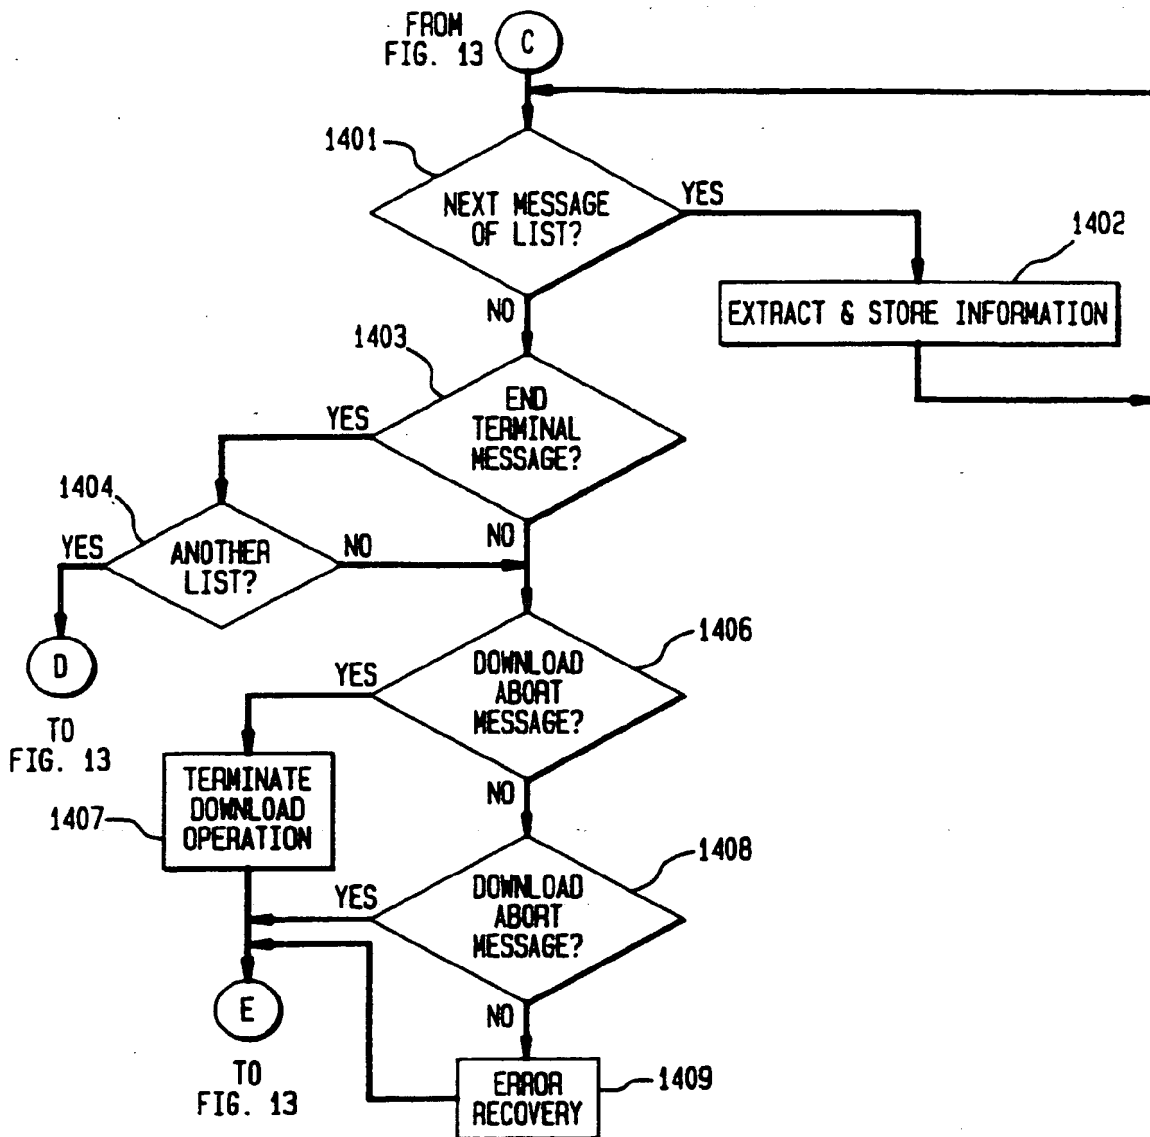 FROM
FIG. 13
C
1401
NEXT MESSAGE
OF LIST?
YES
1402
EXTRACT & STORE INFORMATION
NO
1403
END
TERMINAL
MESSAGE?
YES
1404
ANOTHER
LIST?
YES
NO
NO
D
TO
FIG. 13
1406
DOWNLOAD
ABORT
MESSAGE?
YES
TERMINATE
DOWNLOAD
OPERATION
1407
NO
1408
DOWNLOAD
ABORT
MESSAGE?
YES
E
TO
FIG. 13
NO
ERROR
RECOVERY
1409